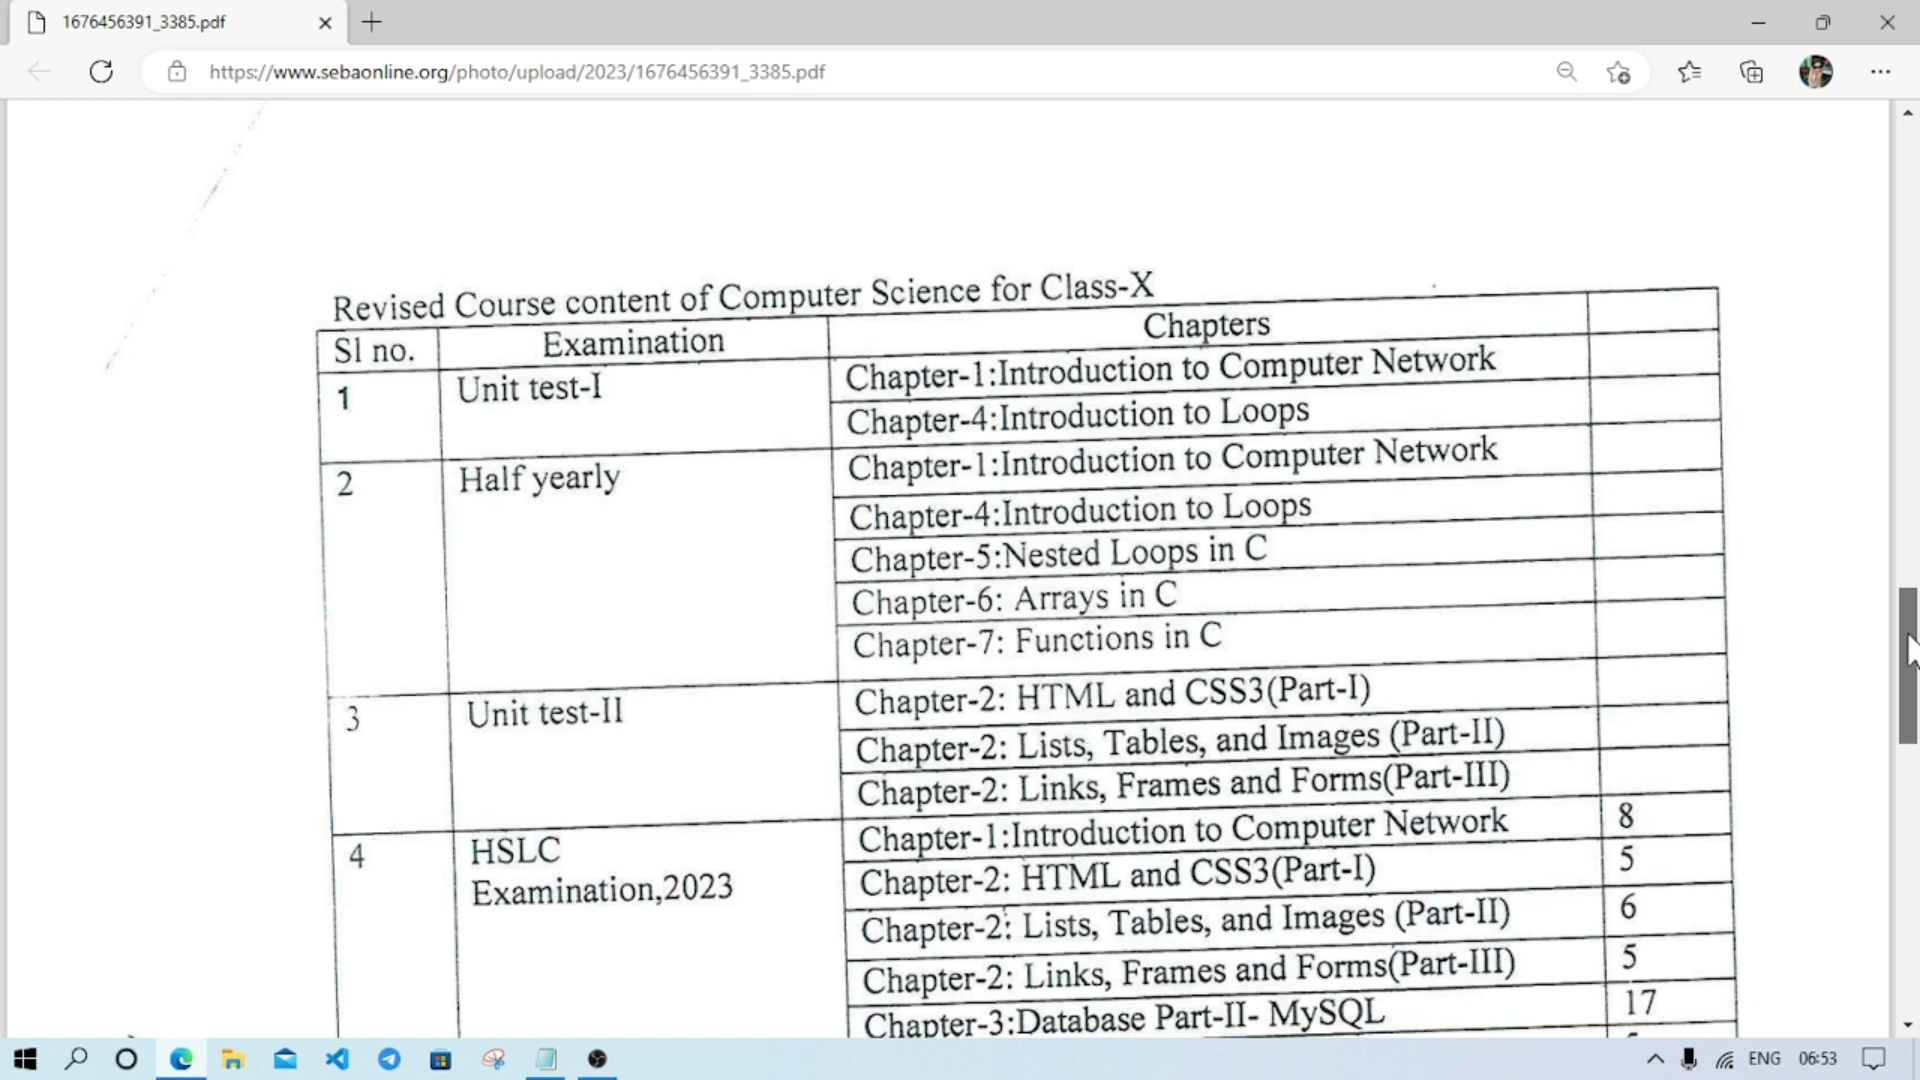 1676456391_3385.pdf
https://www.sebaonline.org/photo/upload/2023/1676456391_3385.pdf
Revised Course content of Computer Science for Class-X
Sl no. Examination Chapters
1 Unit test-I Chapter-1:Introduction to Computer Network
Chapter-4:Introduction to Loops
2 Half yearly Chapter-1:Introduction to Computer Network
Chapter-4:Introduction to Loops
Chapter-5:Nested Loops in C
Chapter-6: Arrays in C
Chapter-7: Functions in C
3 Unit test-II Chapter-2: HTML and CSS3(Part-I)
Chapter-2: Lists, Tables, and Images (Part-II)
Chapter-2: Links, Frames and Forms(Part-III)
4 HSLC Chapter-1:Introduction to Computer Network 8
Examination,2023 Chapter-2: HTML and CSS3(Part-I) 5
Chapter-2: Lists, Tables, and Images (Part-II) 6
Chapter-2: Links, Frames and Forms(Part-III) 5
Chapter-3:Database Part-II- MySQL 17
ENG 06:53